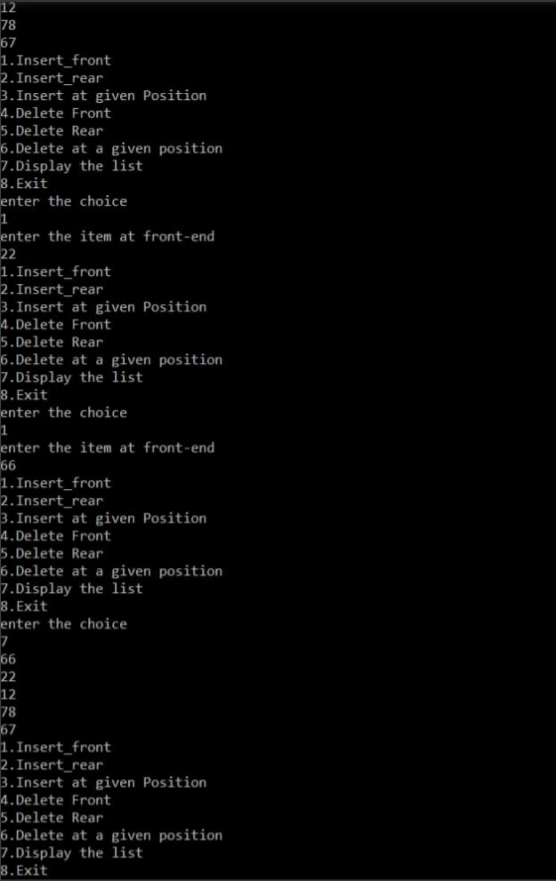 12
78
67
1.Insert_front
2.Insert_rear
3.Insert at given Position
4.Delete Front
5.Delete Rear
6.Delete at a given position
7.Display the list
8.Exit
enter the choice
1
enter the item at front-end
22
1.Insert_front
2.Insert_rear
3.Insert at given Position
4.Delete Front
5.Delete Rear
6.Delete at a given position
7.Display the list
8.Exit
enter the choice
1
enter the item at front-end
66
1.Insert_front
2.Insert_rear
3.Insert at given Position
4.Delete Front
5.Delete Rear
6.Delete at a given position
7.Display the list
8.Exit
enter the choice
7
66
22
12
78
67
1.Insert_front
2.Insert_rear
3.Insert at given Position
4.Delete Front
5.Delete Rear
6.Delete at a given position
7.Display the list
8.Exit